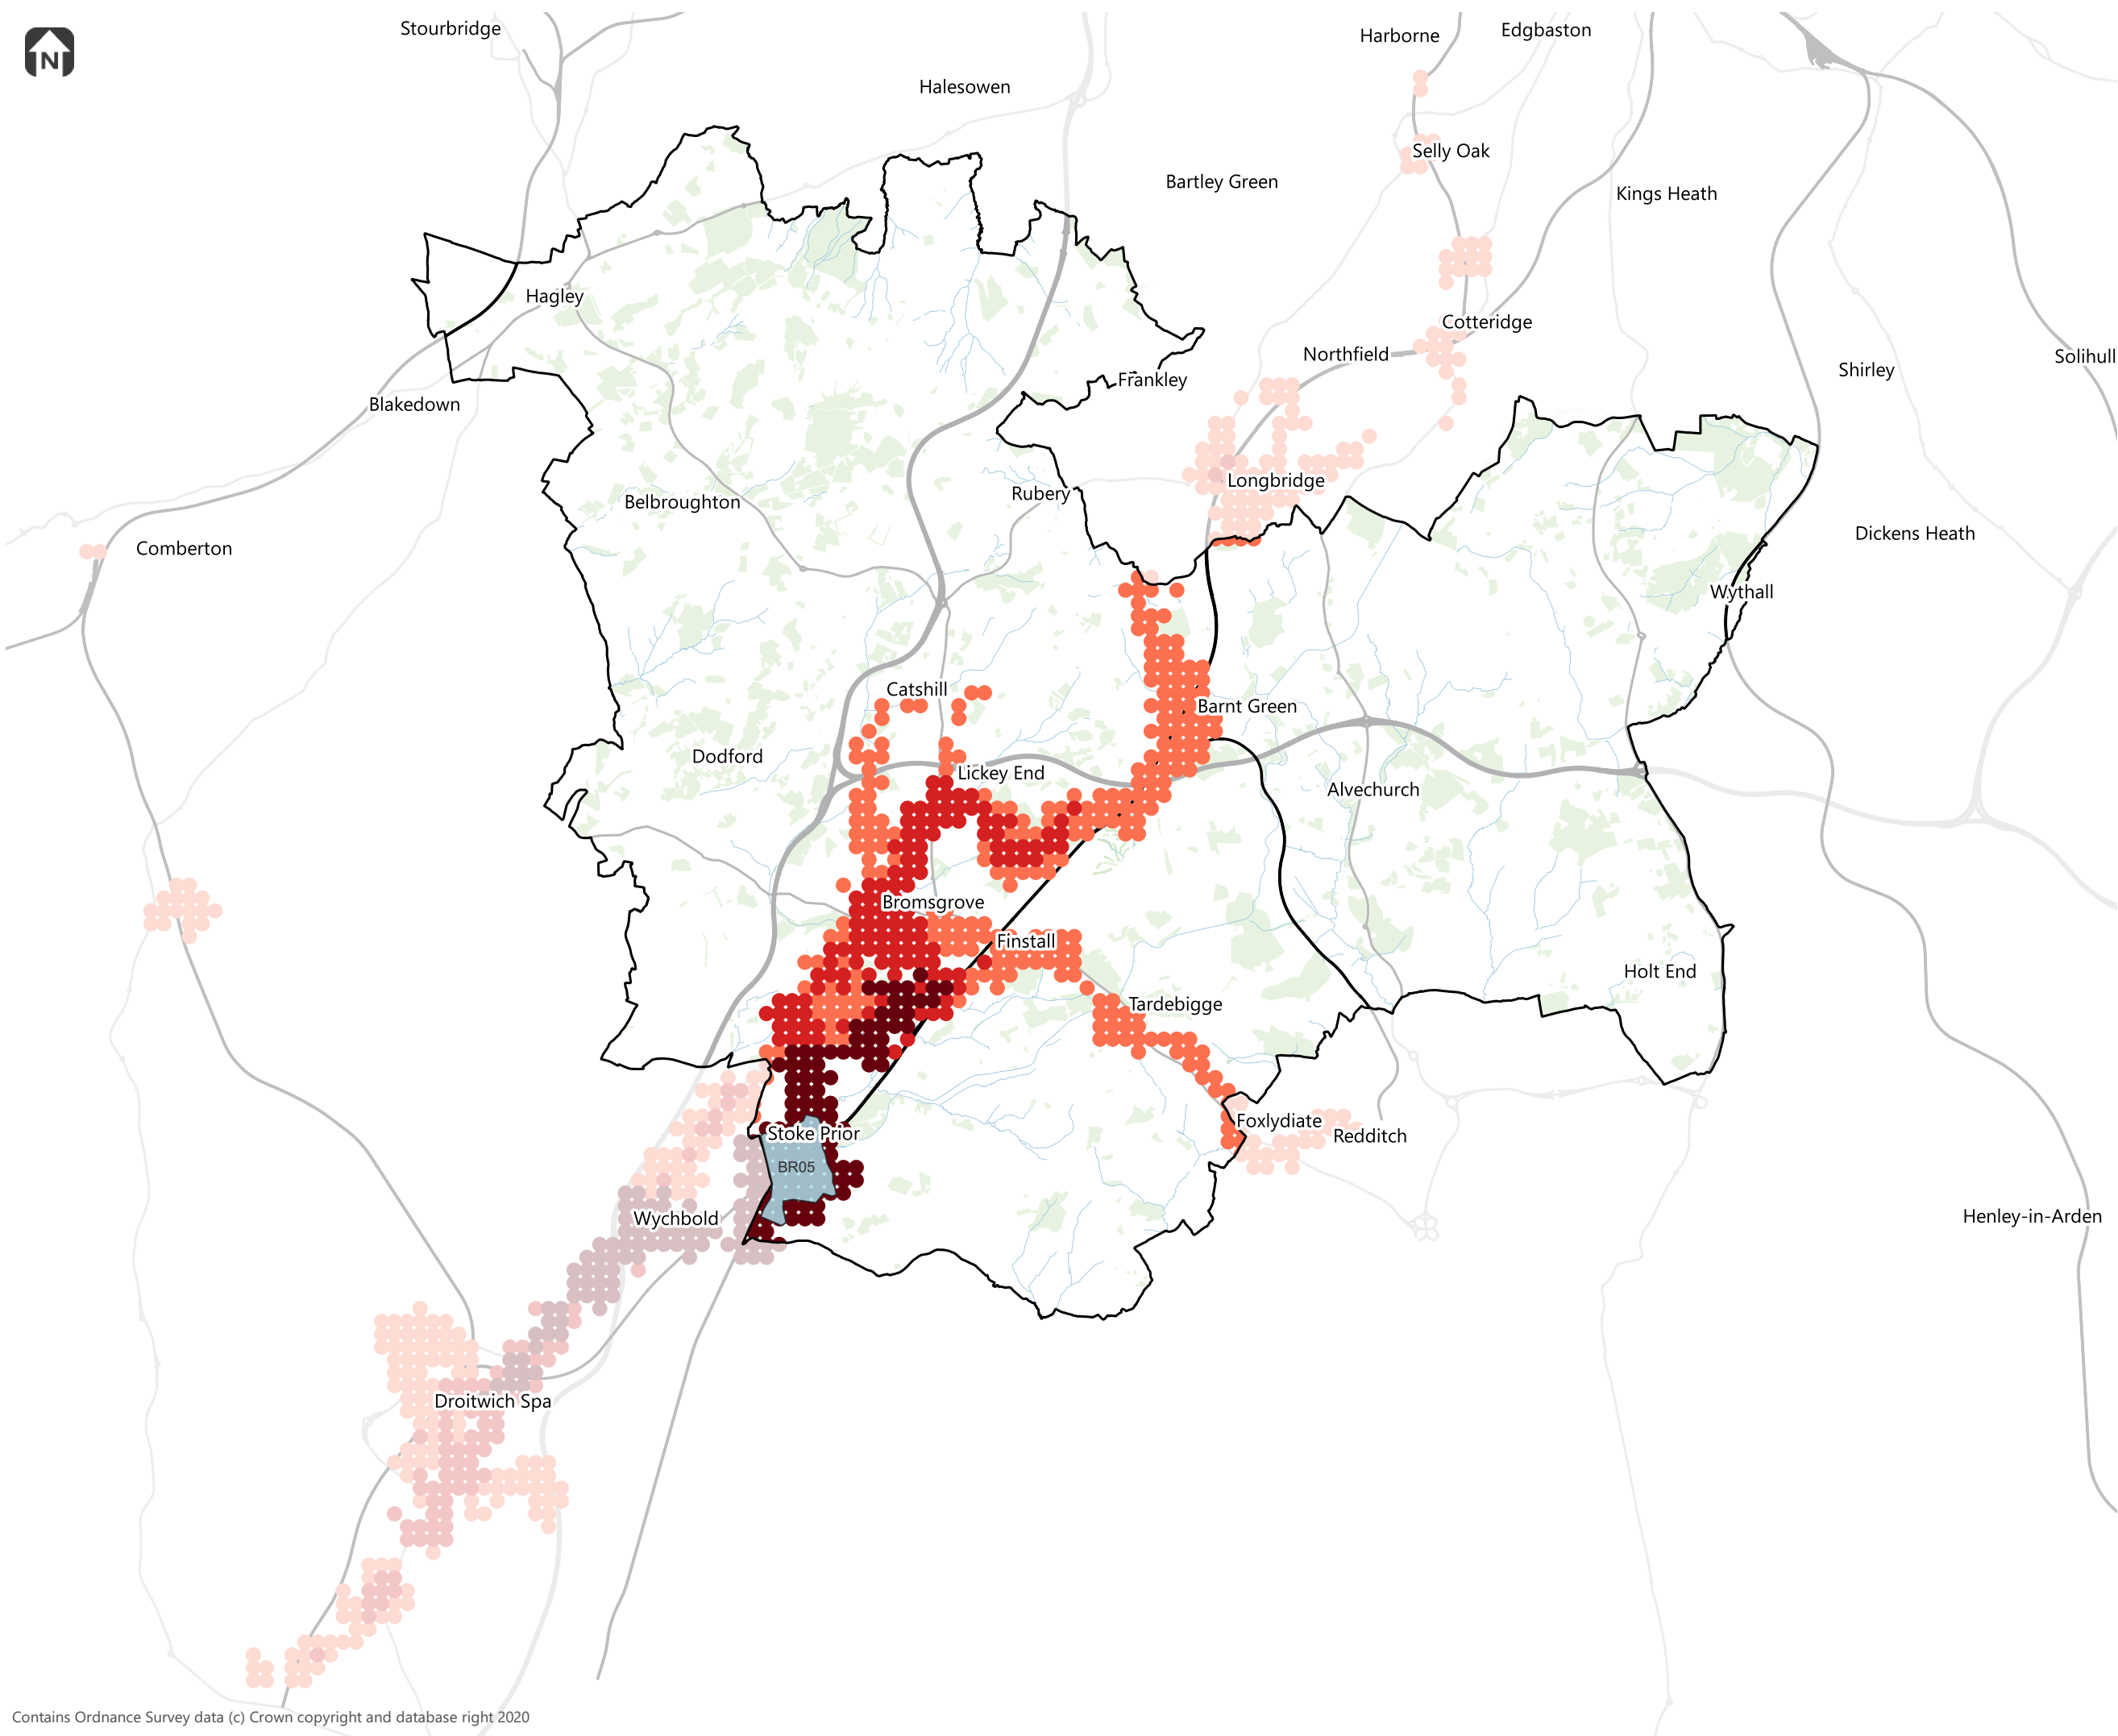 Stourbridge
Harborne
Edgbaston
N
Halesowen
Selly Oak
Bartley Green
Kings Heath
Hagley
Cotteridge
Northfield
Solihull
Shirley
Frankley
Blakedown
Longbridge
Rubery
Belbroughton
Dickens Heath
Comberton
Wythall
Catshill
Barnt Green
Dodford
Lickey End
Alvechurch
Bromsgrove
Finstall
Holt End
Tardebigge
Foxlydiate
Stoke Prior
Redditch
BR05
Wychbold
Henley-in-Arden
Droitwich Spa
Contains Ordnance Survey data (c) Crown copyright and database right 2020